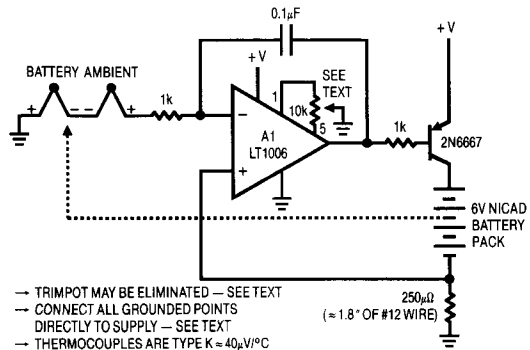 0.1µF
+V
+V
BATTERY AMBIENT
SEE
TEXT
+ - - +
1k
1
10k
5
1k
2N6667
−
A1
LT1006
+
6V NICAD
BATTERY
PACK
→ TRIMPOT MAY BE ELIMINATED — SEE TEXT
→ CONNECT ALL GROUNDED POINTS
DIRECTLY TO SUPPLY — SEE TEXT
→ THERMOCOUPLES ARE TYPE K ≈ 40µV/°C
250µΩ
(≈ 1.8" OF #12 WIRE)